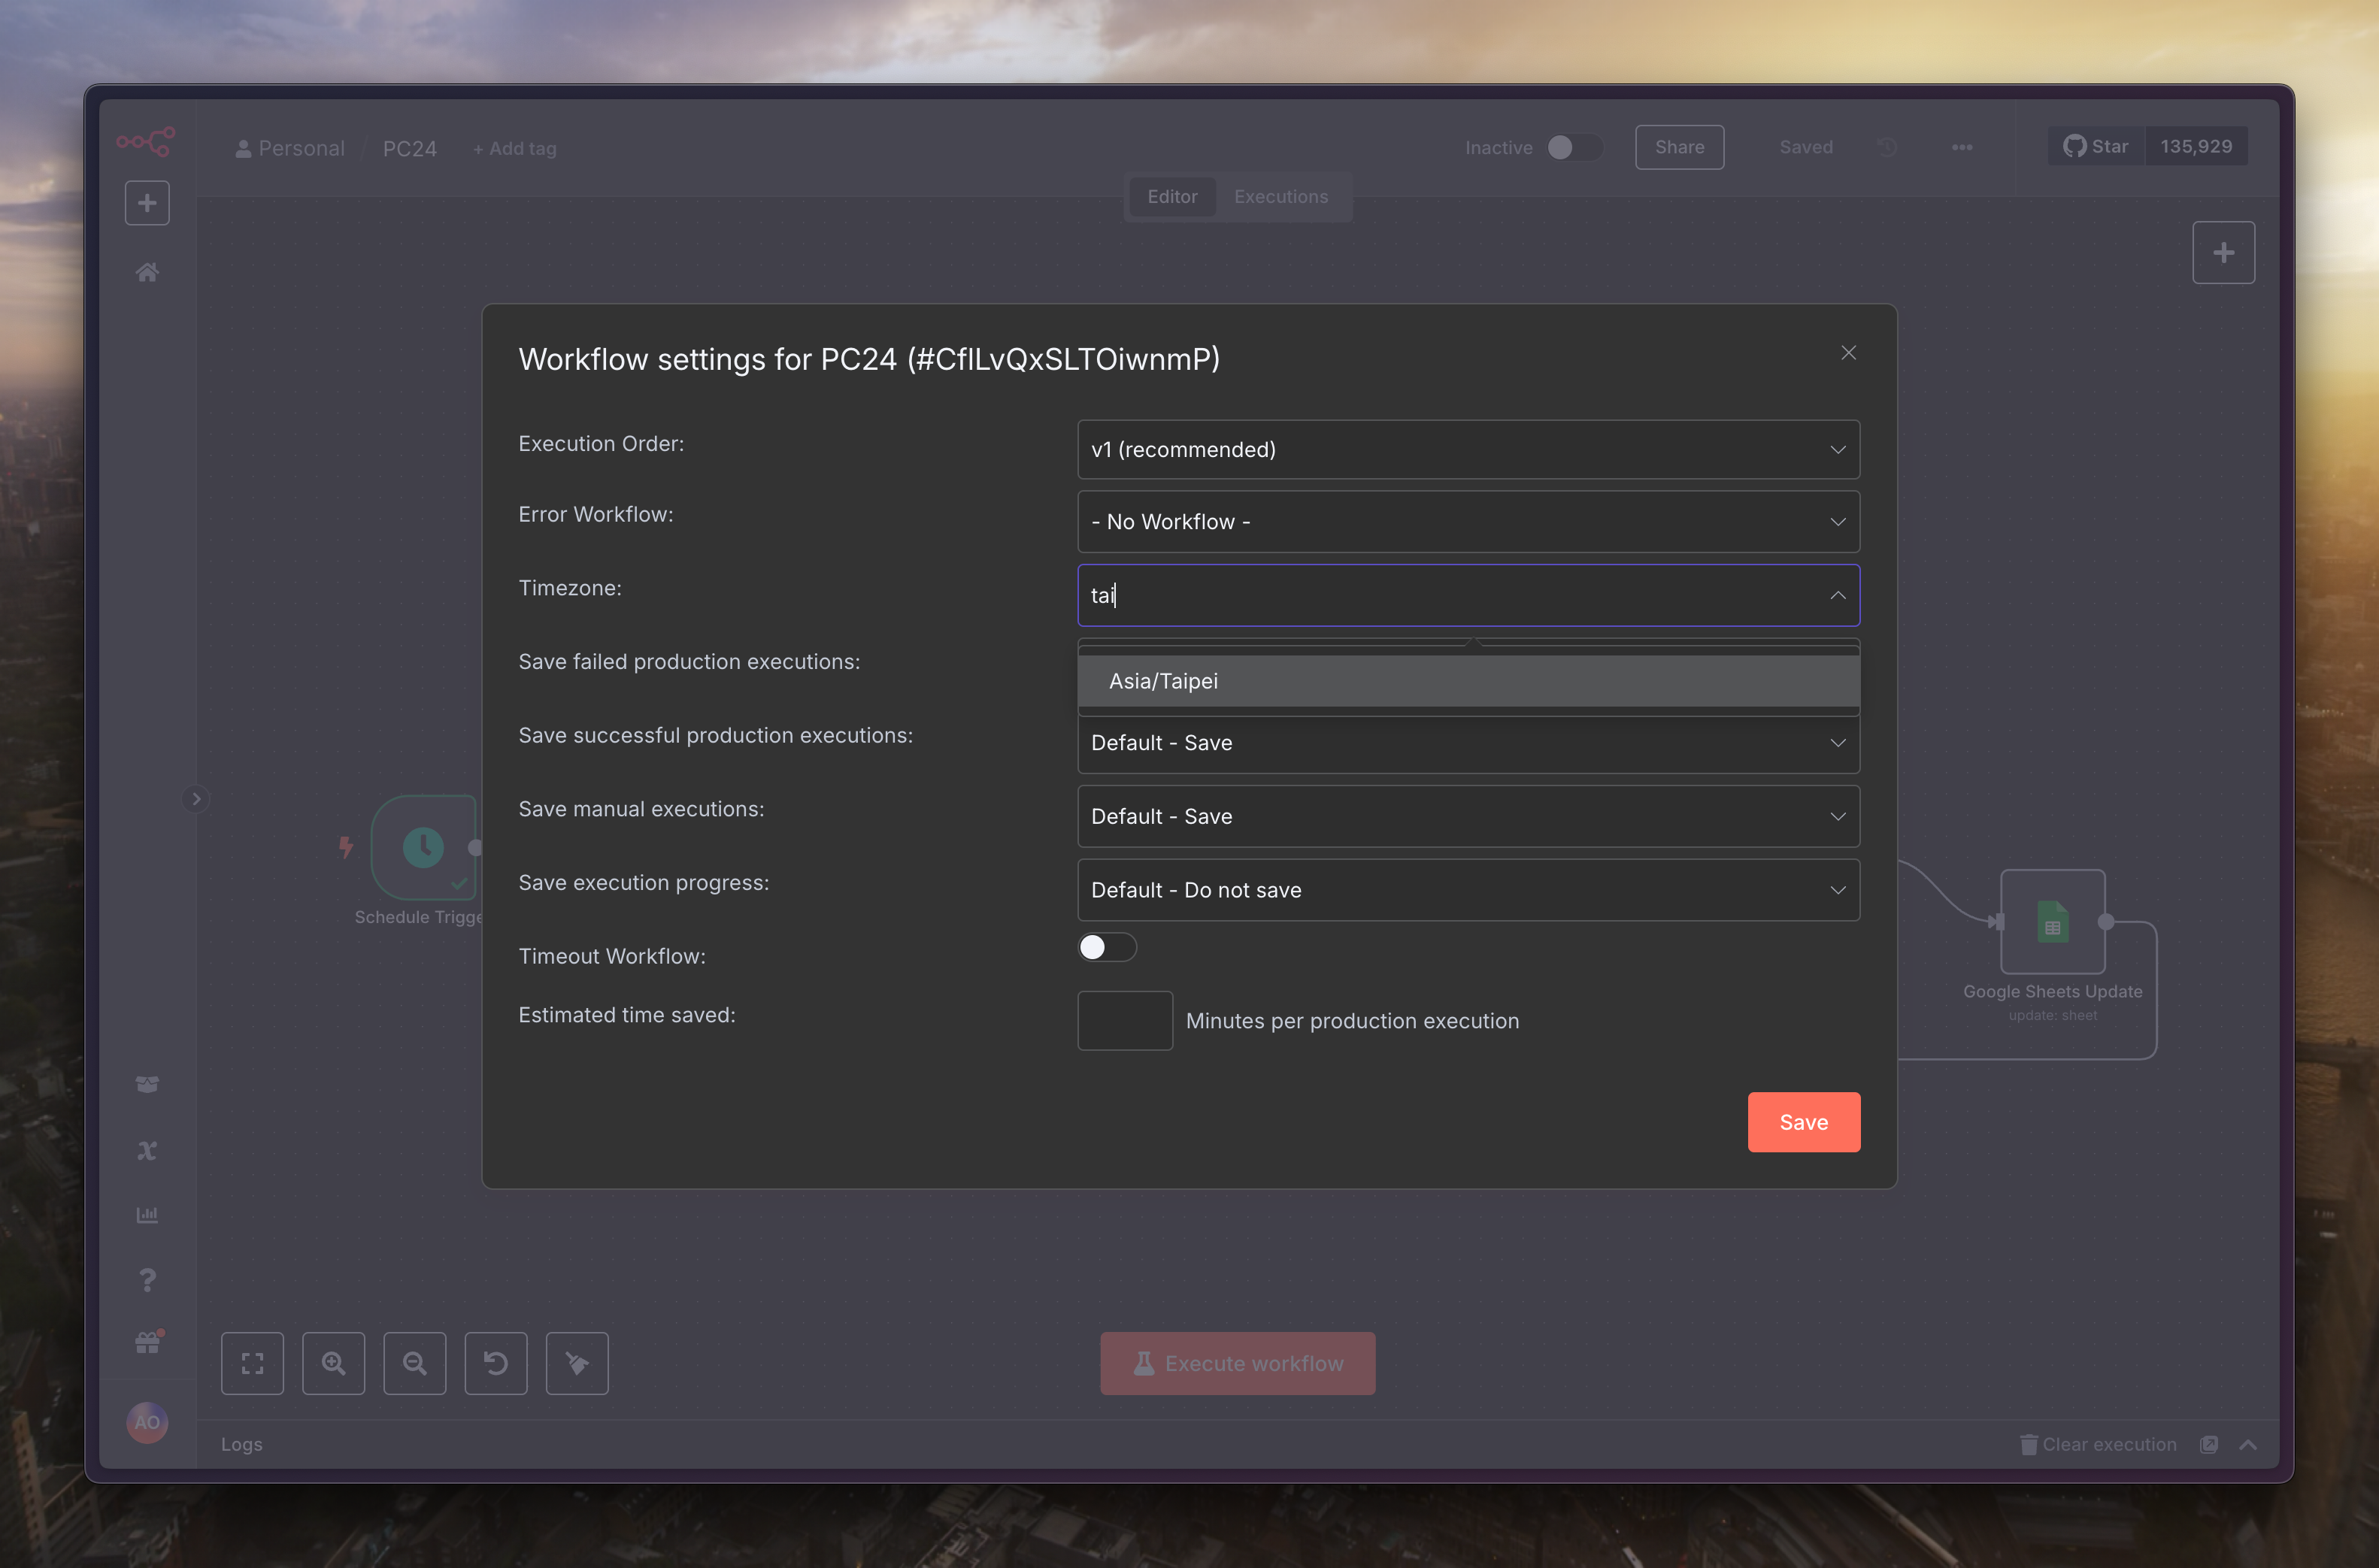 Personal / PC24 + Add tag
Inactive
Share
Saved
Star 135,929
Editor Executions
Workflow settings for PC24 (#CflLvQxSLTOiwnmP)
Execution Order: v1 (recommended)
Error Workflow: - No Workflow -
Timezone: tai
Save failed production executions:
Asia/Taipei
Save successful production executions: Default - Save
Save manual executions: Default - Save
Save execution progress: Default - Do not save
Timeout Workflow:
Estimated time saved: Minutes per production execution
Save
Schedule Trigge
Google Sheets Update
update: sheet
Execute workflow
AO
Logs
Clear execution